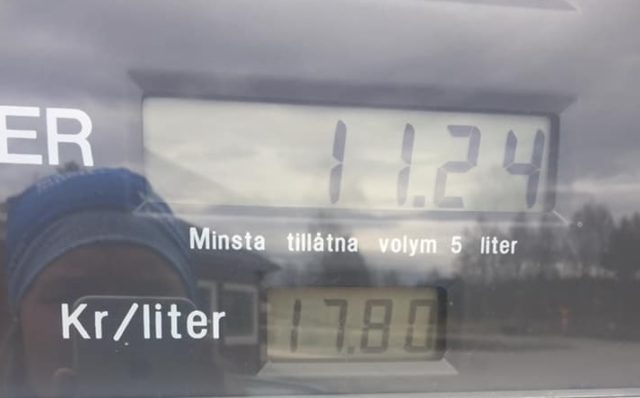 ER
11.24
Minsta tillåtna volym 5 liter
Kr/liter 17.80